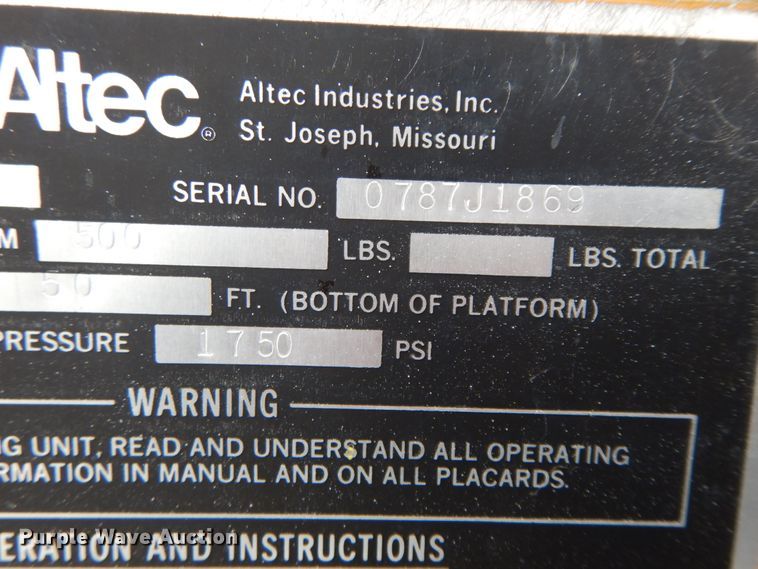 Altec®
Altec Industries, Inc.
St. Joseph, Missouri
SERIAL NO. 0787J1869
M 500 LBS. LBS. TOTAL
50 FT. (BOTTOM OF PLATFORM)
PRESSURE 1750 PSI
WARNING
NG UNIT, READ AND UNDERSTAND ALL OPERATING
RMATION IN MANUAL AND ON ALL PLACARDS.
ERATION AND INSTRUCTIONS
Purple Wave Auction